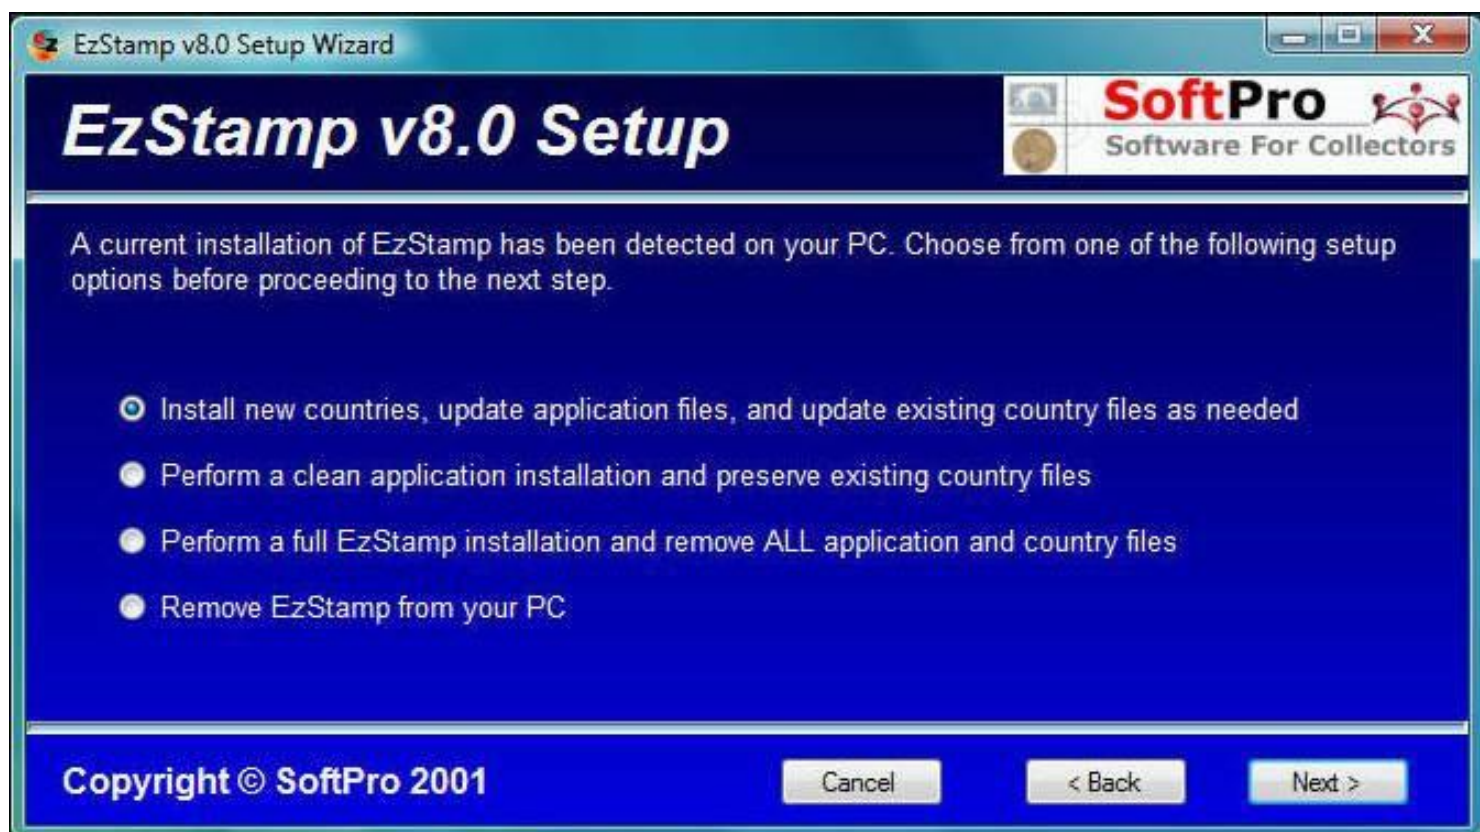 EzStamp v8.0 Setup Wizard
EzStamp v8.0 Setup
SoftPro
Software For Collectors
A current installation of EzStamp has been detected on your PC. Choose from one of the following setup
options before proceeding to the next step.
Install new countries, update application files, and update existing country files as needed
Perform a clean application installation and preserve existing country files
Perform a full EzStamp installation and remove ALL application and country files
Remove EzStamp from your PC
Copyright © SoftPro 2001
Cancel
< Back
Next >